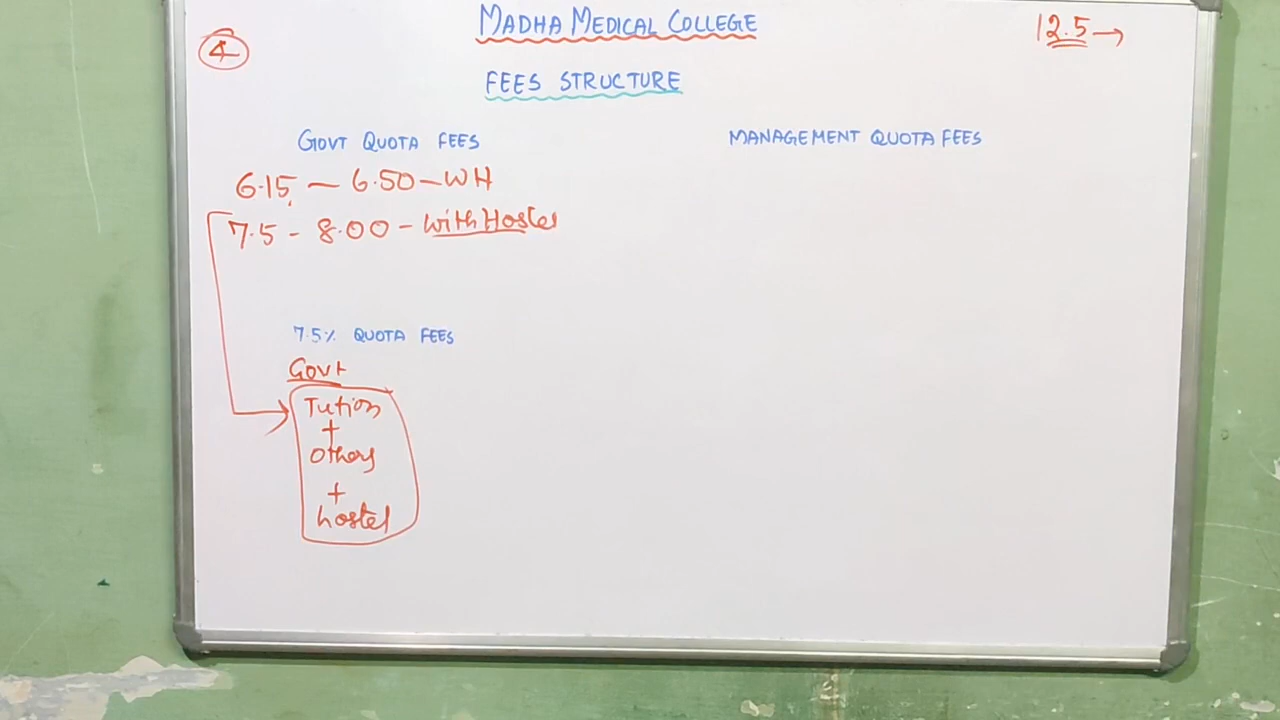 4
MADHA MEDICAL COLLEGE
12.5→
FEES STRUCTURE
GOVT QUOTA FEES
6.15 – 6.50 – WH
7.5 – 8.00 – With Hostel
7.5% QUOTA FEES
Govt
Tution
+
others
+
hostel
MANAGEMENT QUOTA FEES